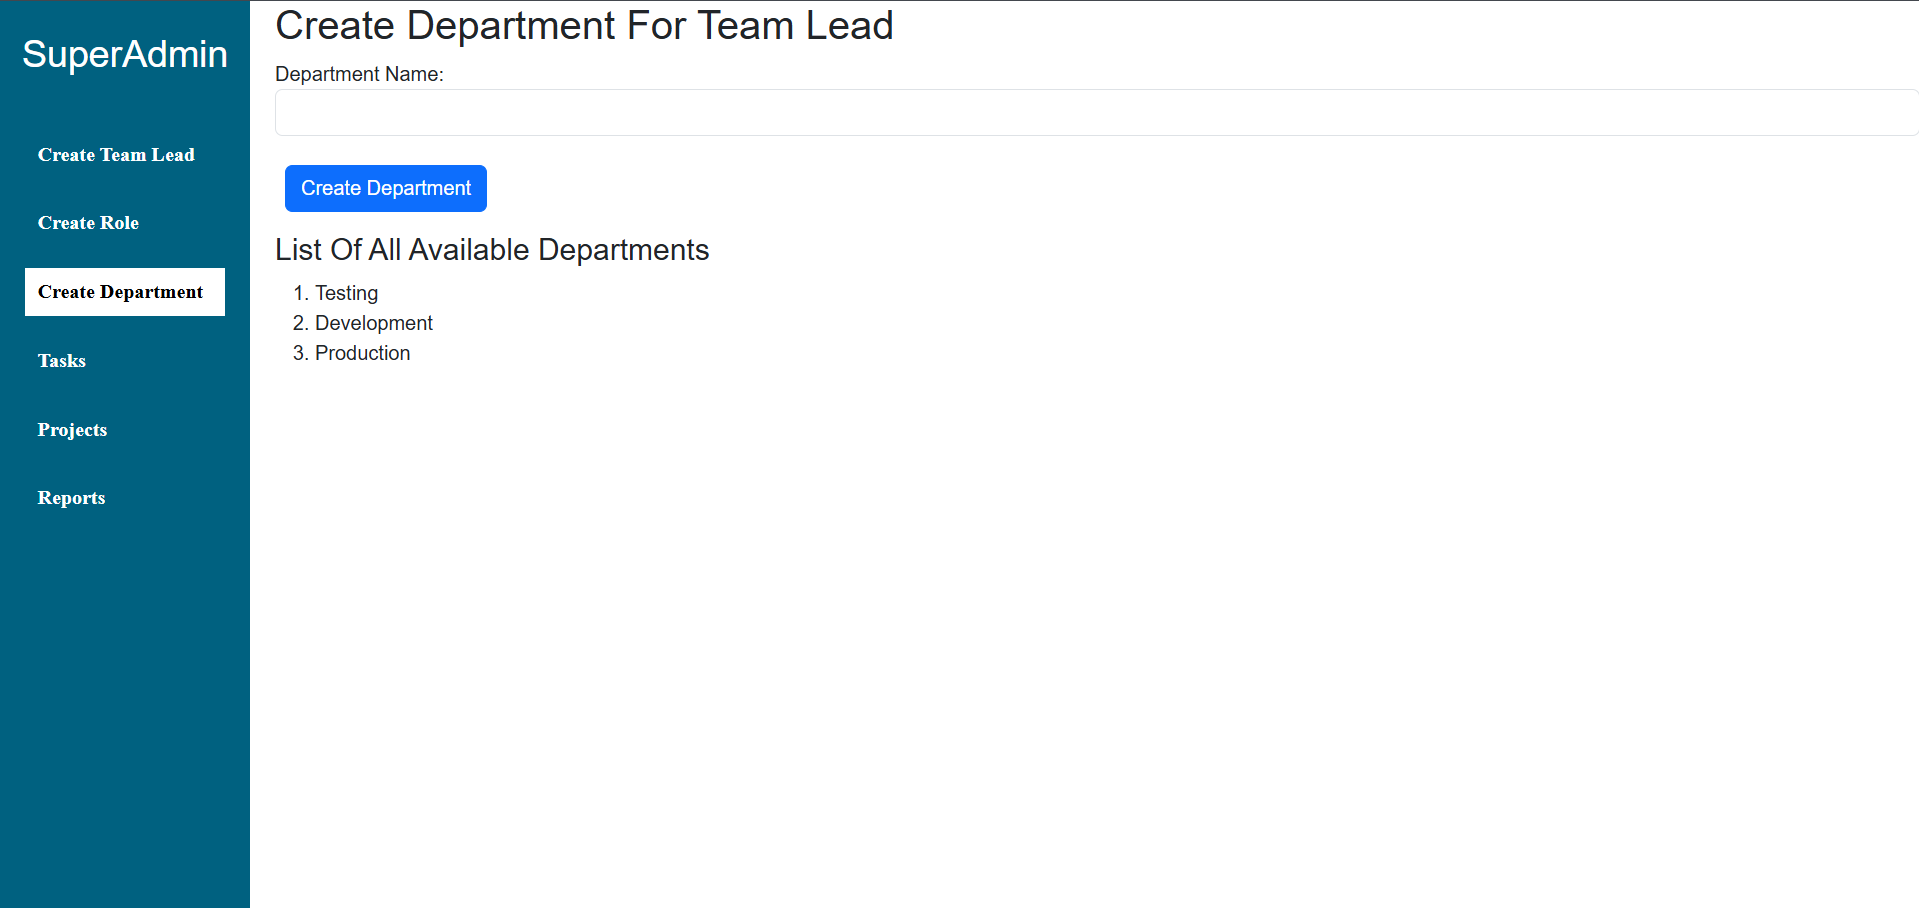 SuperAdmin
Create Team Lead
Create Role
Create Department
Tasks
Projects
Reports
Create Department For Team Lead
Department Name:
Create Department
List Of All Available Departments
1. Testing
2. Development
3. Production